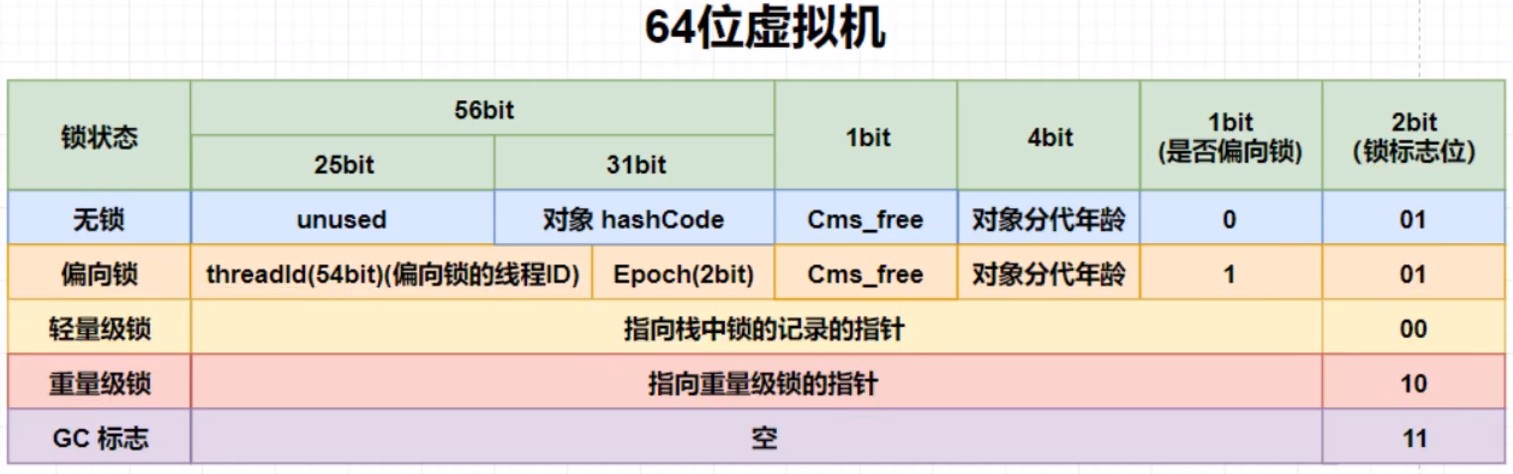 64位虚拟机
锁状态
56bit
25bit
31bit
1bit
4bit
1bit
(是否偏向锁)
2bit
（锁标志位）
无锁
unused
对象 hashCode
Cms_free
对象分代年龄
0
01
偏向锁
threadId(54bit)(偏向锁的线程ID)
Epoch(2bit)
Cms_free
对象分代年龄
1
01
轻量级锁
指向栈中锁的记录的指针
00
重量级锁
指向重量级锁的指针
10
GC 标志
空
11